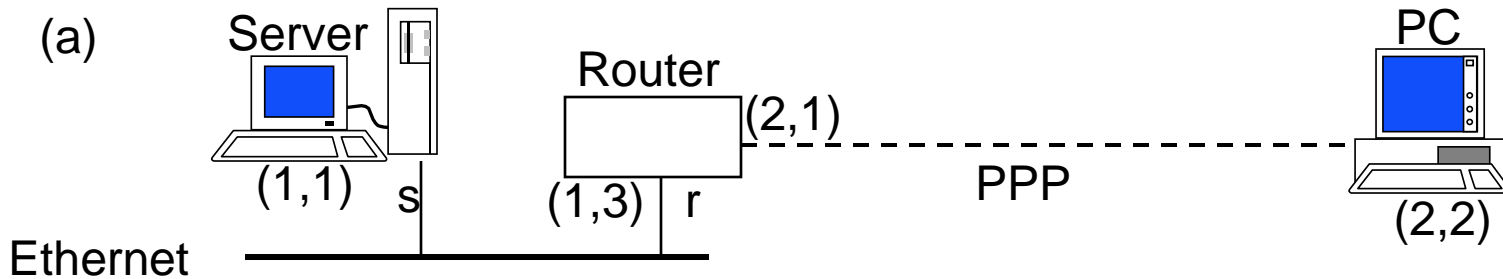 (a)
Server
Router
PC
(2,1)
PPP
(1,1)
s
(1,3)
r
(2,2)
Ethernet